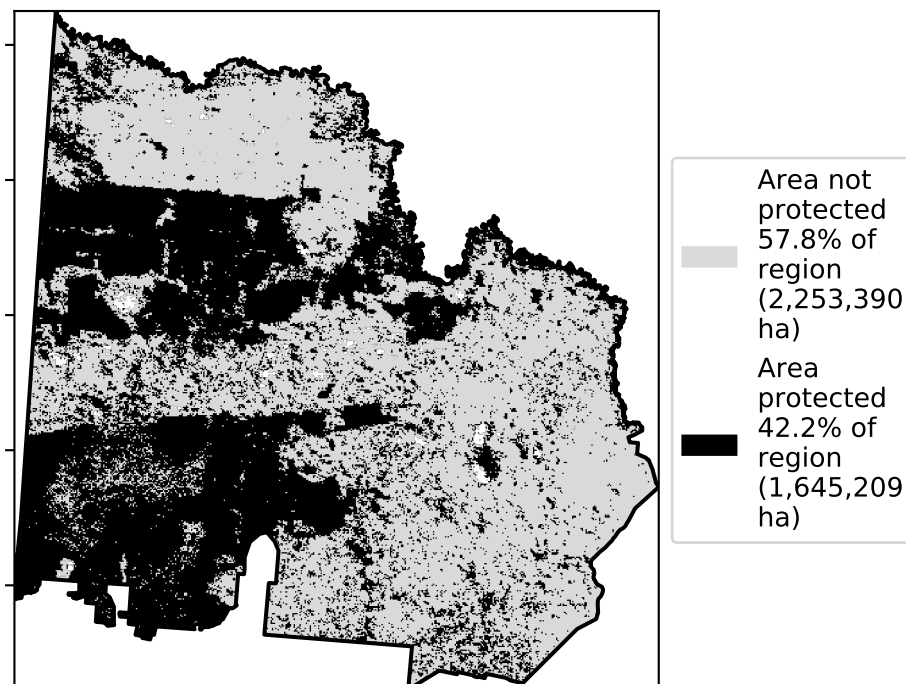 Area not
protected
57.8% of
region
(2,253,390
ha)
Area
protected
42.2% of
region
(1,645,209
ha)